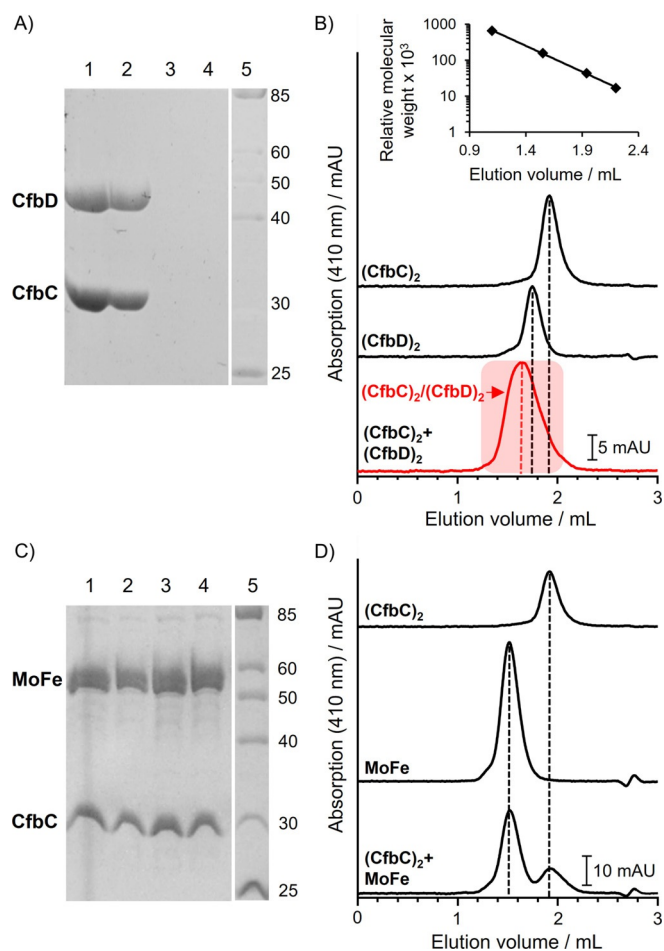 A)
1 2 3 4 5
85
60
50
CfbD
40
CfbC
30
25
B)
Relative molecular
weight x 10³
1000
100
10
1
0.9 1.4 1.9 2.4
Elution volume / mL
Absorption (410 nm) / mAU
(CfbC)₂
(CfbD)₂
(CfbC)₂/(CfbD)₂
(CfbC)₂+
(CfbD)₂
5 mAU
0 1 2 3
Elution volume / mL
C)
1 2 3 4 5
85
MoFe
60
50
40
CfbC
30
25
D)
Absorption (410 nm) / mAU
(CfbC)₂
MoFe
(CfbC)₂+
MoFe
10 mAU
0 1 2 3
Elution volume / mL